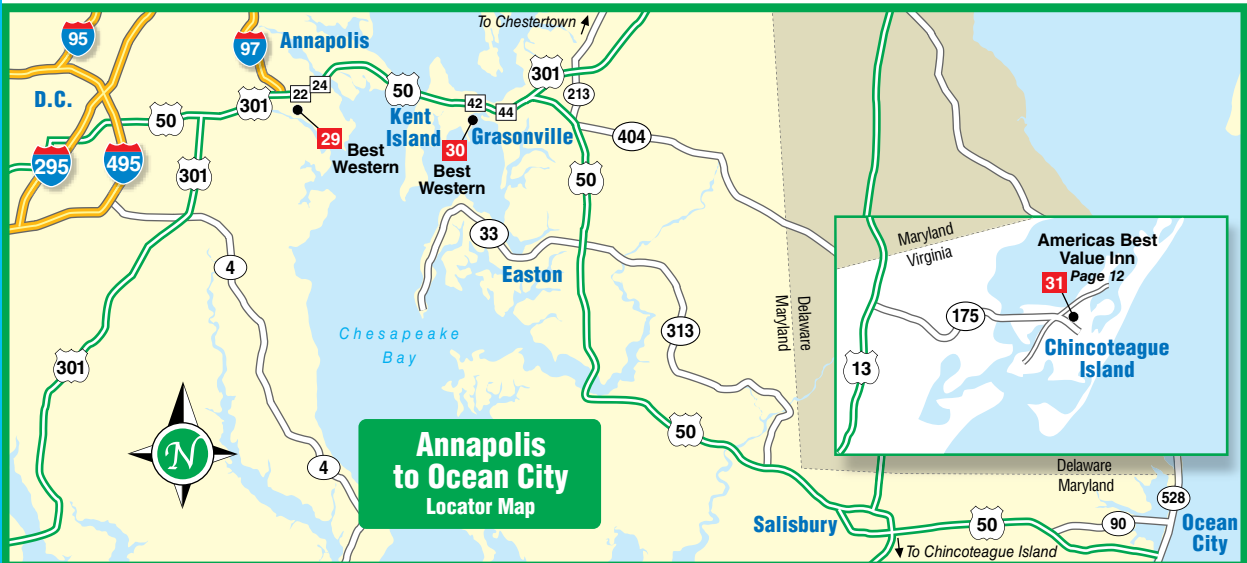 To Chestertown
95
97
Annapolis
24
22
301
50
42
44
301
213
D.C.
50
301
Kent
Island
Grasonville
404
29
Best
Western
30
Best
Western
295
495
301
50
33
4
Easton
Chesapeake
Bay
313
Maryland
Delaware
301
Maryland
Virginia
Americas Best
Value Inn
Page 12
31
175
Chincoteague
Island
13
N
4
Annapolis
to Ocean City
Locator Map
50
Delaware
Maryland
Salisbury
50
90
528
Ocean
City
To Chincoteague Island